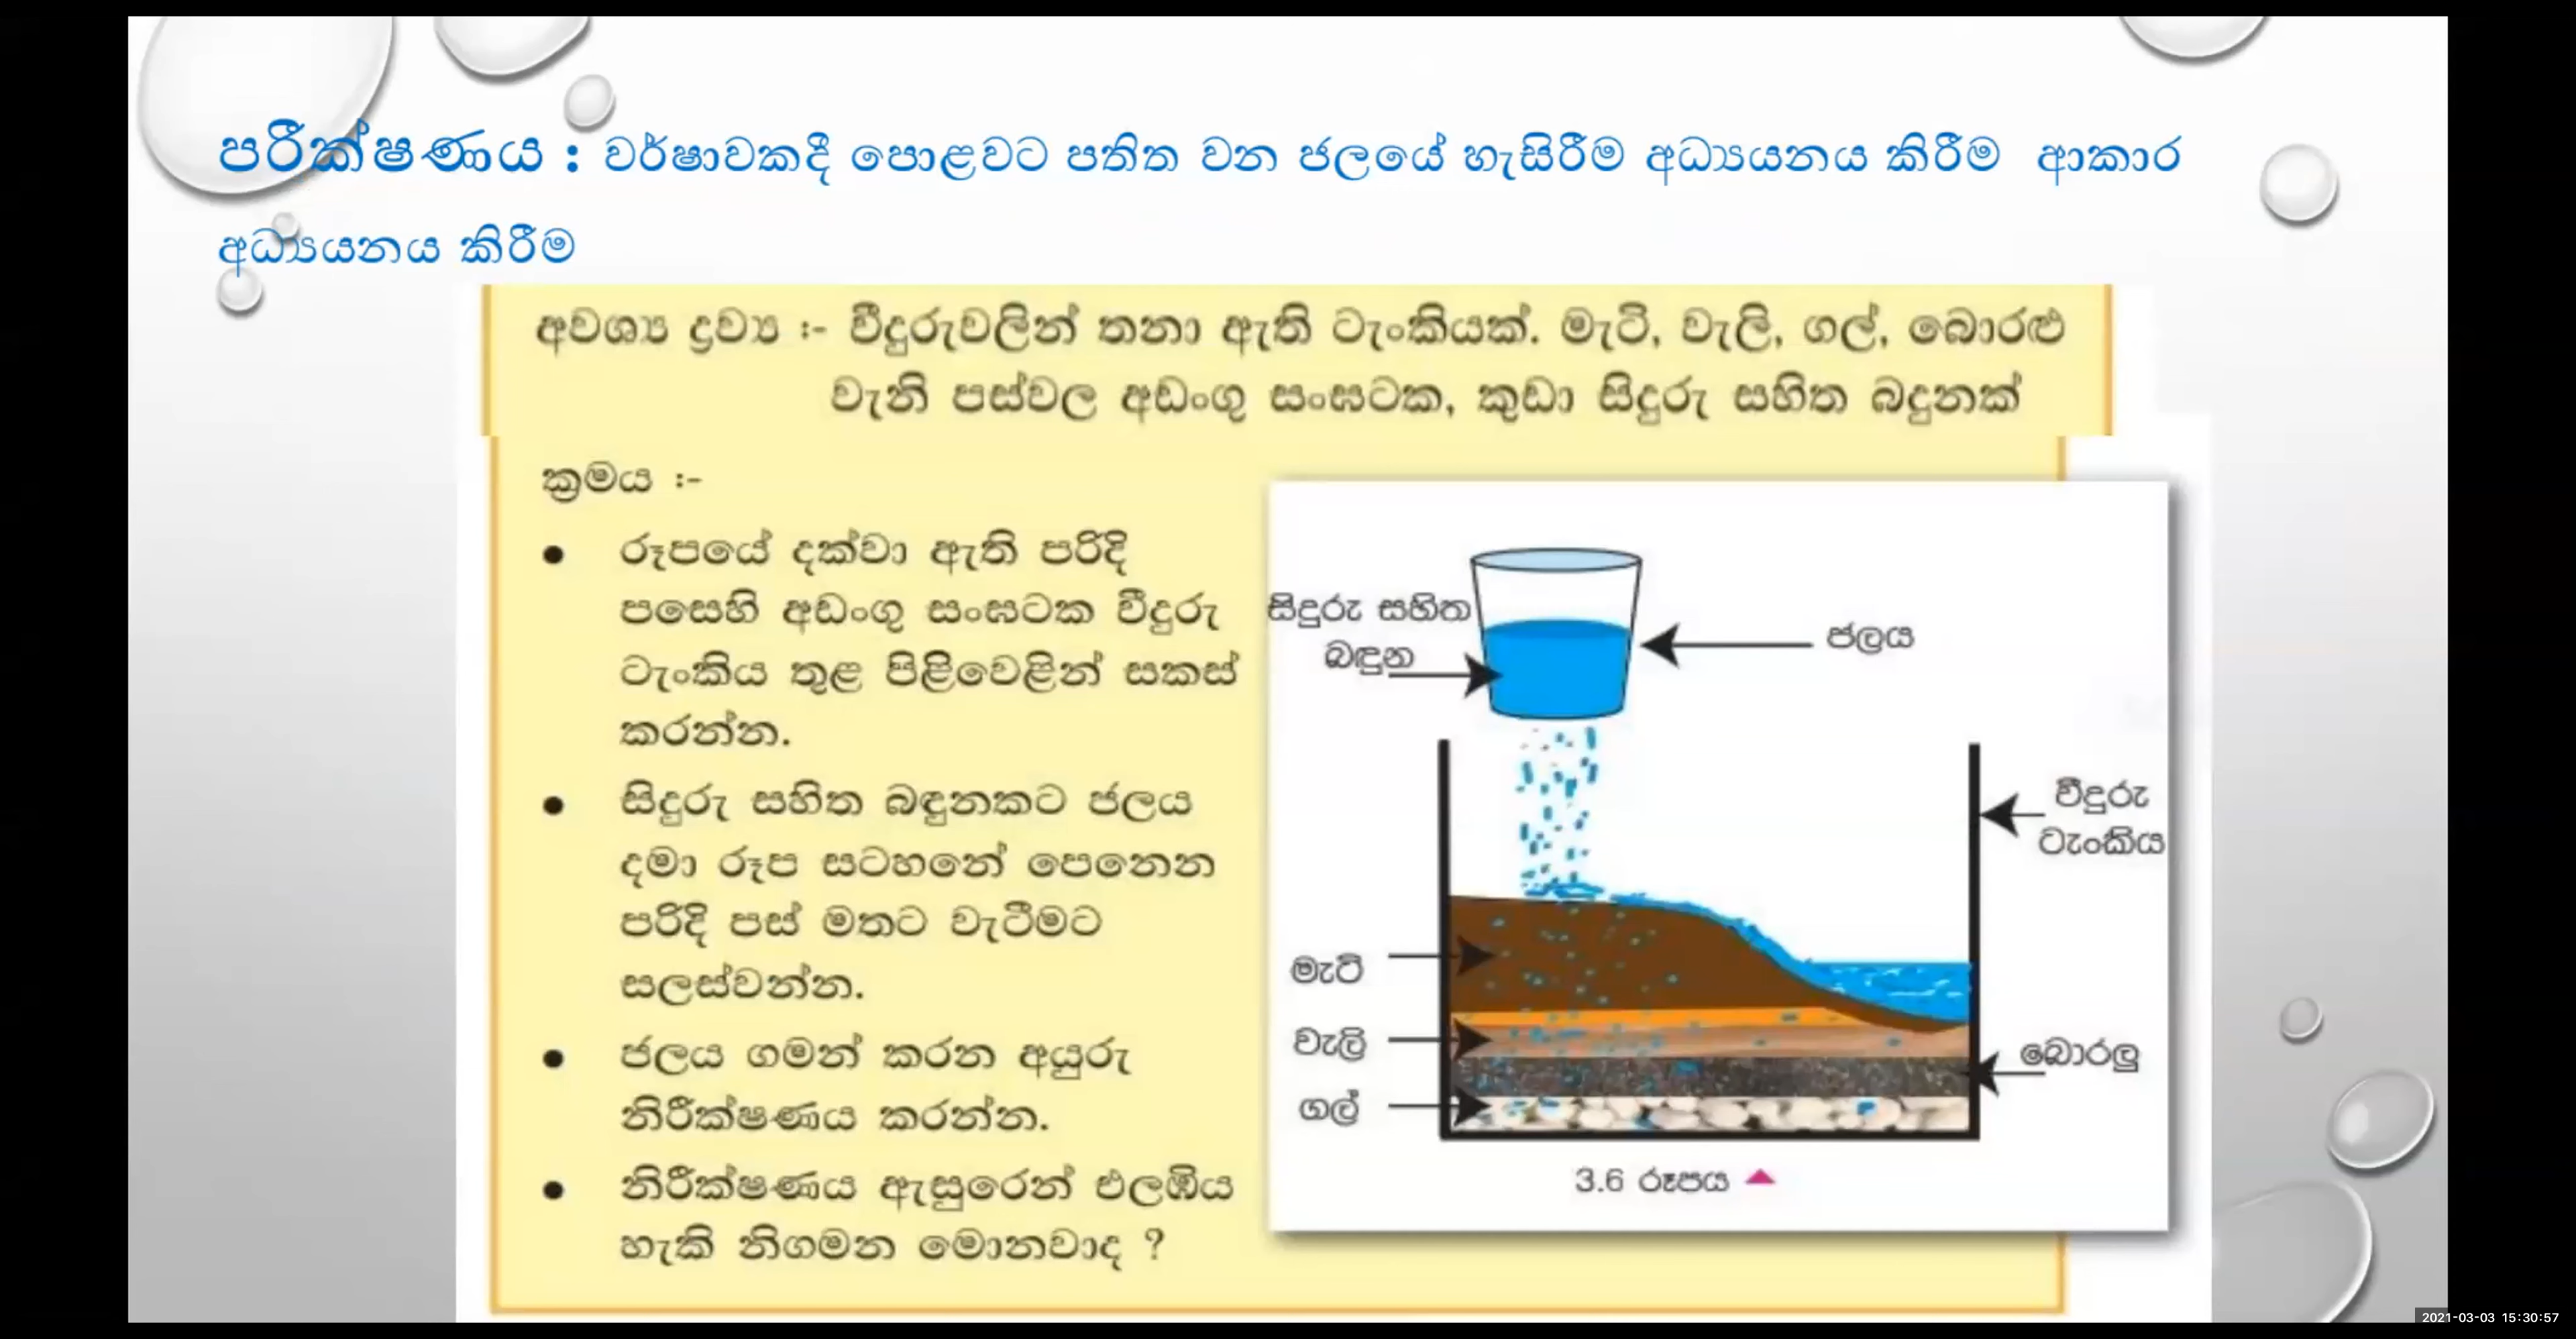 පරීක්ෂණය : වර්ෂාවකදී පොළවට පතිත වන ජලයේ හැසිරීම අධ්‍යයනය කිරීම ආකාර
අධ්‍යයනය කිරීම
අවශ්‍ය ද්‍රව්‍ය :- වීදුරුවලින් තනා ඇති ටැංකියක්. මැටි, වැලි, ගල්, බොරළු
වැනි පස්වල අඩංගු සංඝටක, කුඩා සිදුරු සහිත බදුනක්
ක්‍රමය :-
● රූපයේ දක්වා ඇති පරිදි
පසෙහි අඩංගු සංඝටක වීදුරු
ටැංකිය තුළ පිළිවෙළින් සකස්
කරන්න.
● සිදුරු සහිත බඳුනකට ජලය
දමා රූප සටහනේ පෙනෙන
පරිදි පස් මතට වැටීමට
සලස්වන්න.
● ජලය ගමන් කරන අයුරු
නිරීක්ෂණය කරන්න.
● නිරීක්ෂණය ඇසුරෙන් එලඹිය
හැකි නිගමන මොනවාද ?
සිදුරු සහිත
බඳුන
ජලය
වීදුරු
ටැංකිය
මැටි
වැලි
බොරලු
ගල්
3.6 රූපය
2021-03-03 15:30:57